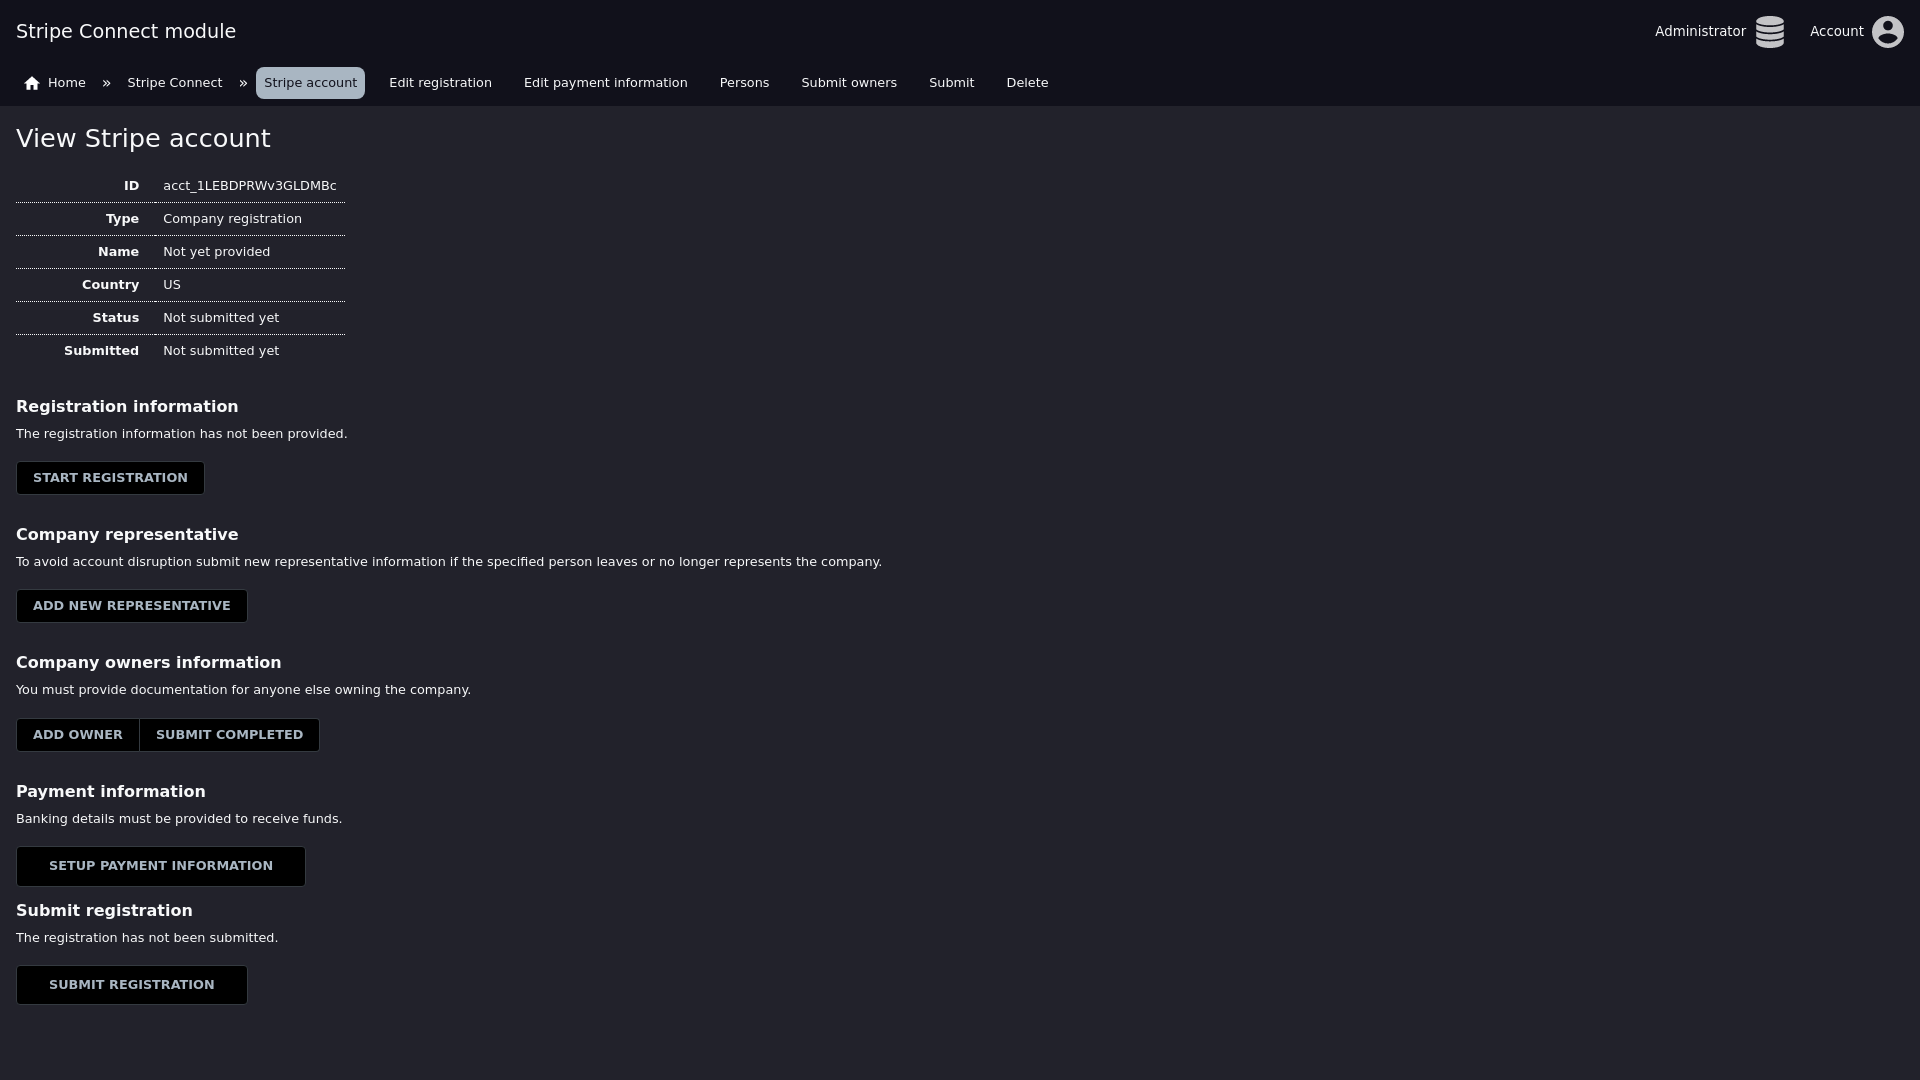 Stripe Connect module
Administrator
Account
Home » Stripe Connect » Stripe account Edit registration Edit payment information Persons Submit owners Submit Delete
View Stripe account
ID acct_1LEBDPRWv3GLDMBc
Type Company registration
Name Not yet provided
Country US
Status Not submitted yet
Submitted Not submitted yet
Registration information
The registration information has not been provided.
START REGISTRATION
Company representative
To avoid account disruption submit new representative information if the specified person leaves or no longer represents the company.
ADD NEW REPRESENTATIVE
Company owners information
You must provide documentation for anyone else owning the company.
ADD OWNER SUBMIT COMPLETED
Payment information
Banking details must be provided to receive funds.
SETUP PAYMENT INFORMATION
Submit registration
The registration has not been submitted.
SUBMIT REGISTRATION